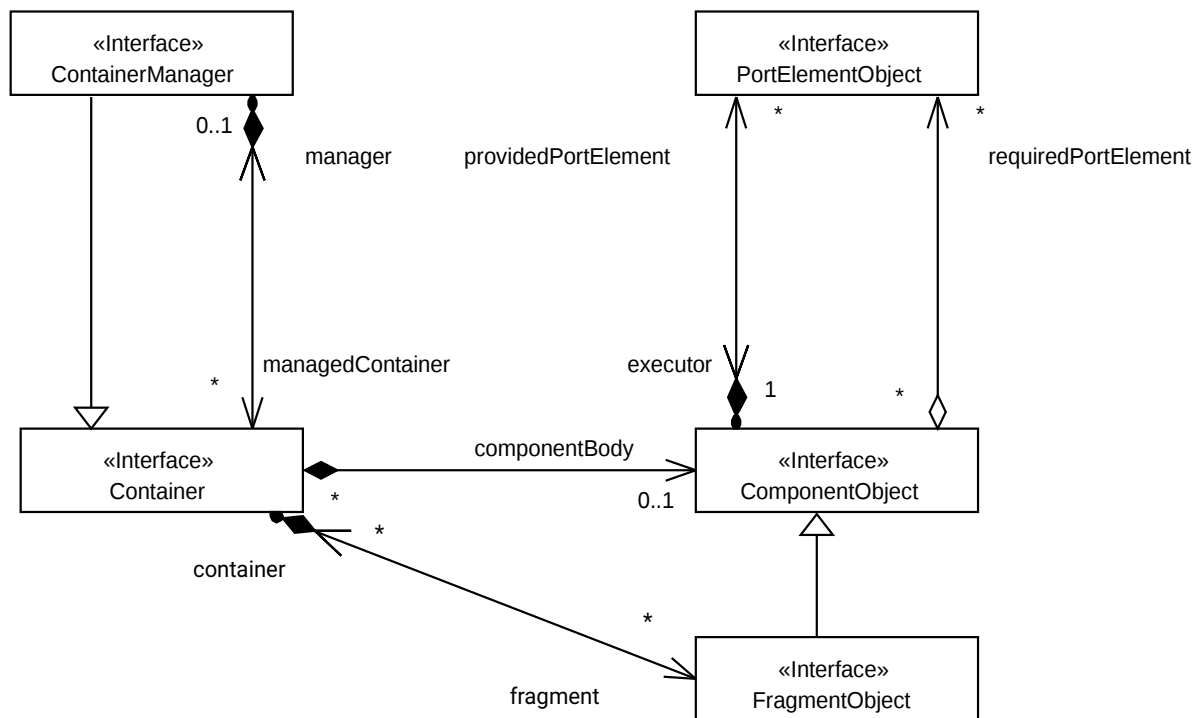 «Interface»
ContainerManager
«Interface»
PortElementObject
0..1
*
*
manager
providedPortElement
requiredPortElement
managedContainer
executor
*
1
*
«Interface»
Container
componentBody
«Interface»
ComponentObject
*
0..1
*
container
*
fragment
«Interface»
FragmentObject